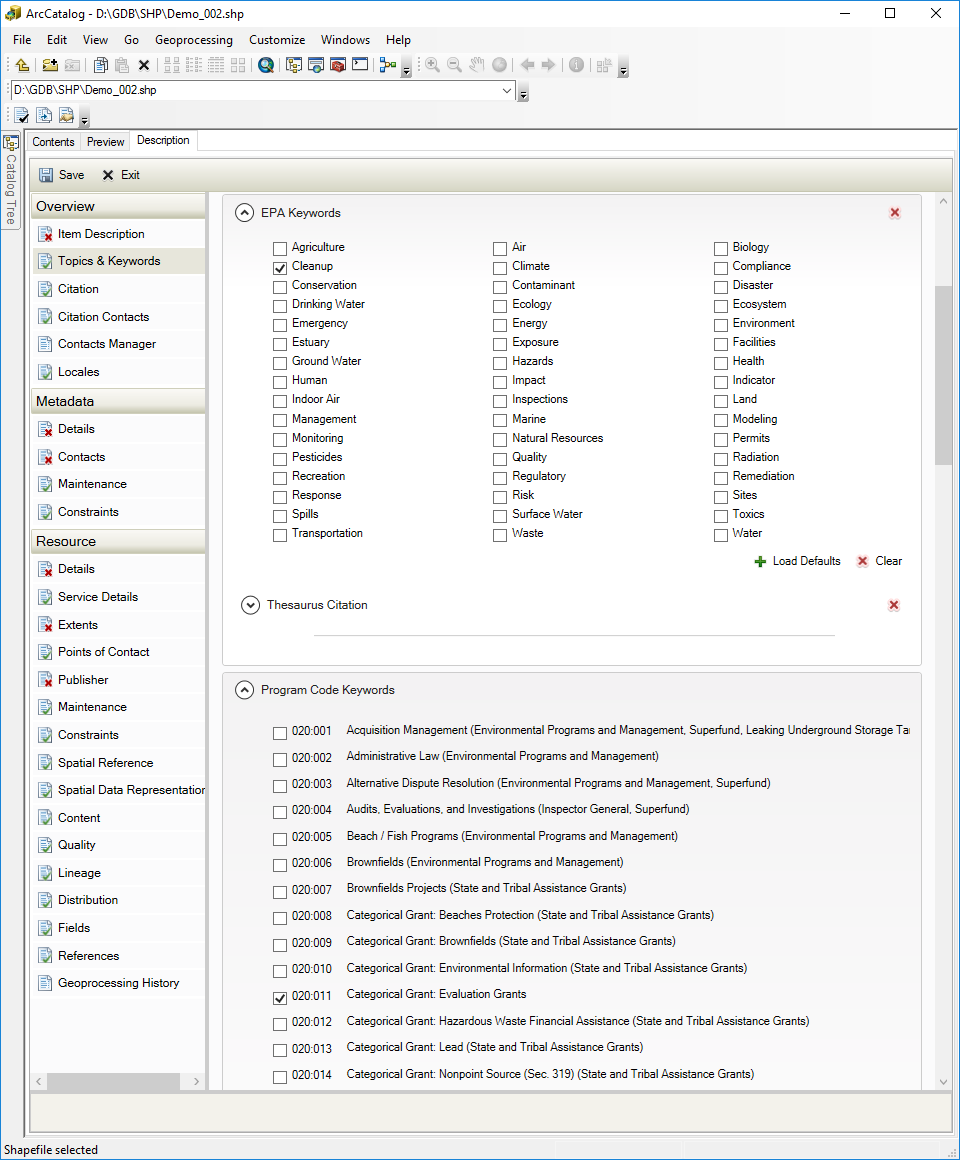 ArcCatalog - D:\GDB\SHP\Demo_002.shp
File Edit View Go Geoprocessing Customize Windows Help
D:\GDB\SHP\Demo_002.shp
Catalog Tree
Contents Preview Description
Save Exit
Overview
Item Description
Topics & Keywords
Citation
Citation Contacts
Contacts Manager
Locales
Metadata
Details
Contacts
Maintenance
Constraints
Resource
Details
Service Details
Extents
Points of Contact
Publisher
Maintenance
Constraints
Spatial Reference
Spatial Data Representation
Content
Quality
Lineage
Distribution
Fields
References
Geoprocessing History
EPA Keywords
Agriculture Air Biology
Cleanup Climate Compliance
Conservation Contaminant Disaster
Drinking Water Ecology Ecosystem
Emergency Energy Environment
Estuary Exposure Facilities
Ground Water Hazards Health
Human Impact Indicator
Indoor Air Inspections Land
Management Marine Modeling
Monitoring Natural Resources Permits
Pesticides Quality Radiation
Recreation Regulatory Remediation
Response Risk Sites
Spills Surface Water Toxics
Transportation Waste Water
Load Defaults Clear
Thesaurus Citation
Program Code Keywords
020:001 Acquisition Management (Environmental Programs and Management, Superfund, Leaking Underground Storage Ta
020:002 Administrative Law (Environmental Programs and Management)
020:003 Alternative Dispute Resolution (Environmental Programs and Management, Superfund)
020:004 Audits, Evaluations, and Investigations (Inspector General, Superfund)
020:005 Beach / Fish Programs (Environmental Programs and Management)
020:006 Brownfields (Environmental Programs and Management)
020:007 Brownfields Projects (State and Tribal Assistance Grants)
020:008 Categorical Grant: Beaches Protection (State and Tribal Assistance Grants)
020:009 Categorical Grant: Brownfields (State and Tribal Assistance Grants)
020:010 Categorical Grant: Environmental Information (State and Tribal Assistance Grants)
020:011 Categorical Grant: Evaluation Grants
020:012 Categorical Grant: Hazardous Waste Financial Assistance (State and Tribal Assistance Grants)
020:013 Categorical Grant: Lead (State and Tribal Assistance Grants)
020:014 Categorical Grant: Nonpoint Source (Sec. 319) (State and Tribal Assistance Grants)
Shapefile selected